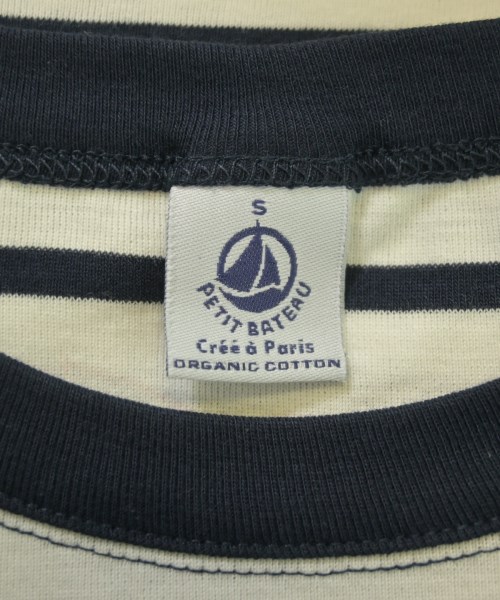 S
PETIT BATEAU
Créé à Paris
ORGANIC COTTON